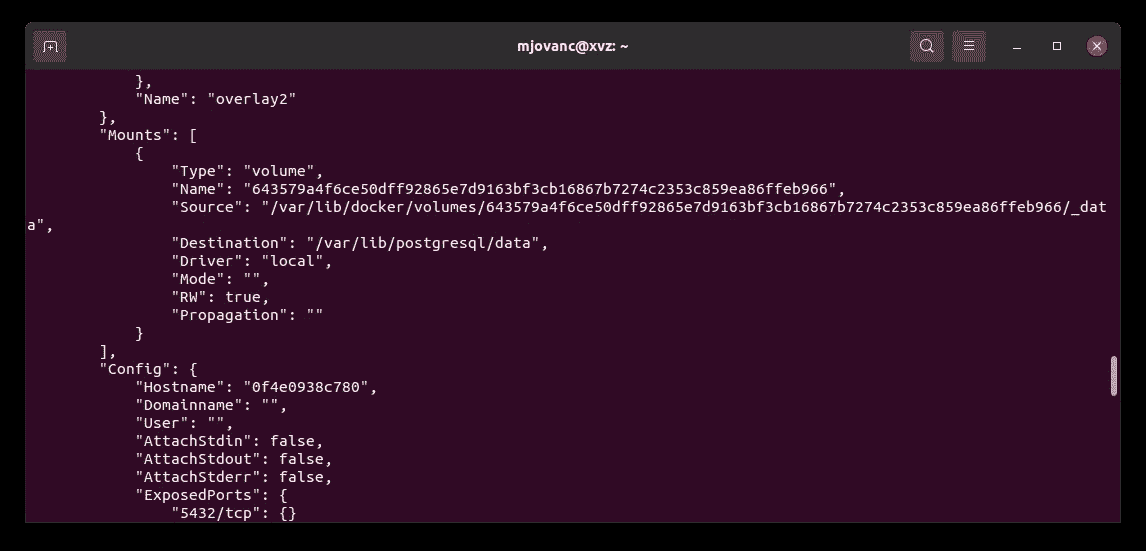 mjovanc@xvz: ~
            },
            "Name": "overlay2"
        },
        "Mounts": [
            {
                "Type": "volume",
                "Name": "643579a4f6ce50dff92865e7d9163bf3cb16867b7274c2353c859ea86ffeb966",
                "Source": "/var/lib/docker/volumes/643579a4f6ce50dff92865e7d9163bf3cb16867b7274c2353c859ea86ffeb966/_dat
a",
                "Destination": "/var/lib/postgresql/data",
                "Driver": "local",
                "Mode": "",
                "RW": true,
                "Propagation": ""
            }
        ],
        "Config": {
            "Hostname": "0f4e0938c780",
            "Domainname": "",
            "User": "",
            "AttachStdin": false,
            "AttachStdout": false,
            "AttachStderr": false,
            "ExposedPorts": {
                "5432/tcp": {}